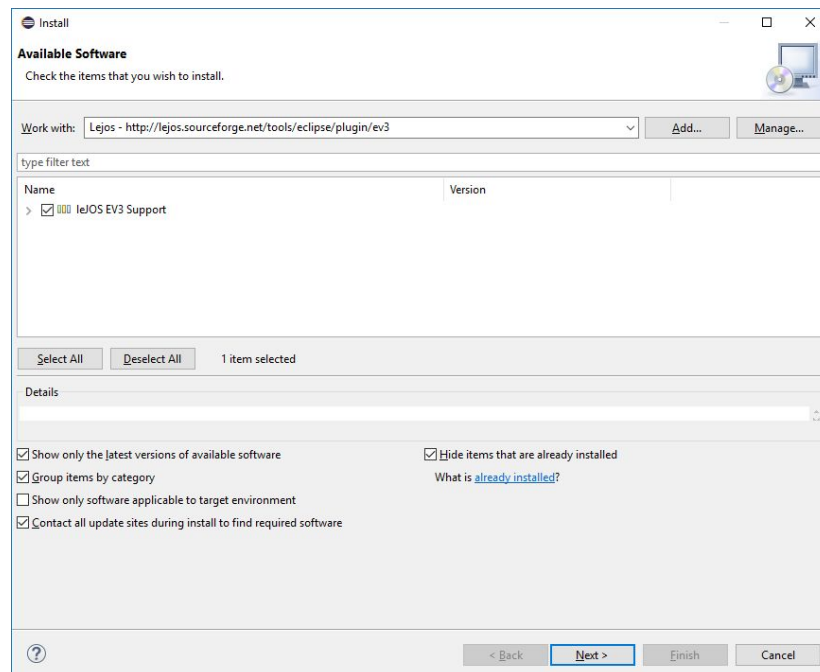 Install
Available Software
Check the items that you wish to install.
Work with: Lejos - http://lejos.sourceforge.net/tools/eclipse/plugin/ev3 Add... Manage...
type filter text
Name Version
leJOS EV3 Support
Select All Deselect All 1 item selected
Details
Show only the latest versions of available software Hide items that are already installed
Group items by category What is already installed?
Show only software applicable to target environment
Contact all update sites during install to find required software
? < Back Next > Finish Cancel